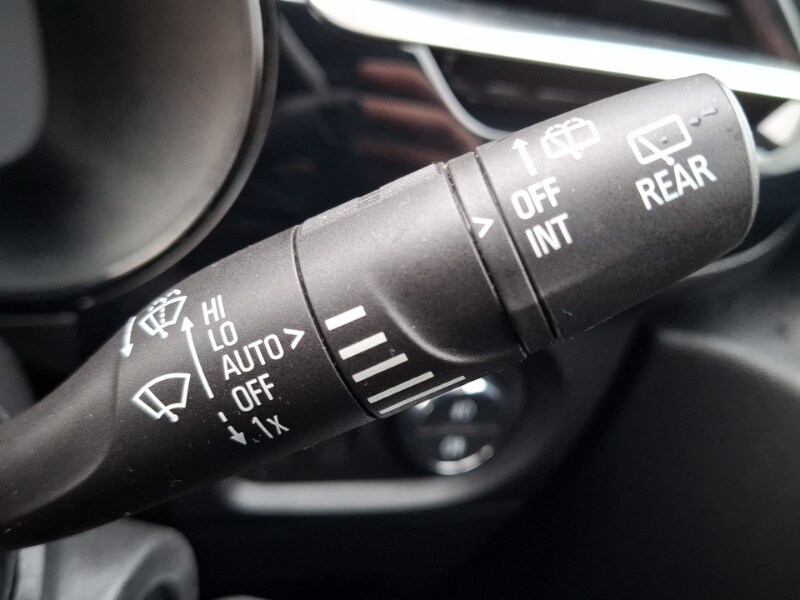 HI
LO
AUTO
OFF
1x
OFF
INT
REAR